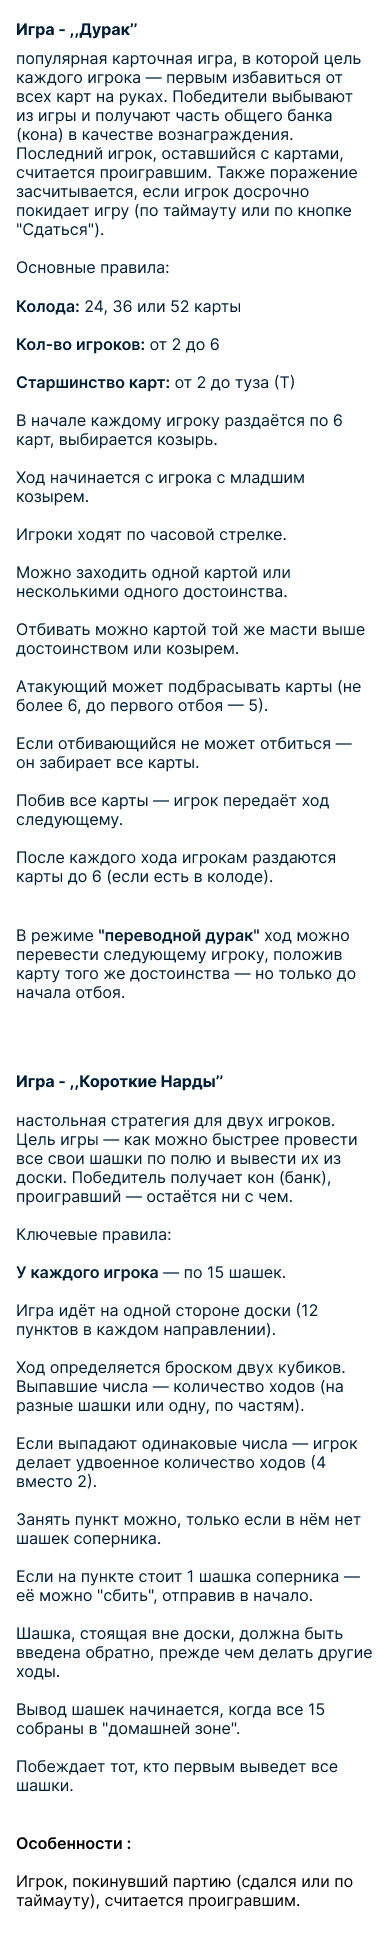 Игра - ,,Дурак’’
популярная карточная игра, в которой цель
каждого игрока — первым избавиться от
всех карт на руках. Победители выбывают
из игры и получают часть общего банка
(кона) в качестве вознаграждения.
Последний игрок, оставшийся с картами,
считается проигравшим. Также поражение
засчитывается, если игрок досрочно
покидает игру (по таймауту или по кнопке
"Сдаться").
Основные правила:
Колода: 24, 36 или 52 карты
Кол-во игроков: от 2 до 6
Старшинство карт: от 2 до туза (Т)
В начале каждому игроку раздаётся по 6
карт, выбирается козырь.
Ход начинается с игрока с младшим
козырем.
Игроки ходят по часовой стрелке.
Можно заходить одной картой или
несколькими одного достоинства.
Отбивать можно картой той же масти выше
достоинством или козырем.
Атакующий может подбрасывать карты (не
более 6, до первого отбоя — 5).
Если отбивающийся не может отбиться —
он забирает все карты.
Побив все карты — игрок передаёт ход
следующему.
После каждого хода игрокам раздаются
карты до 6 (если есть в колоде).
В режиме "переводной дурак" ход можно
перевести следующему игроку, положив
карту того же достоинства — но только до
начала отбоя.
Игра - ,,Короткие Нарды’’
настольная стратегия для двух игроков.
Цель игры — как можно быстрее провести
все свои шашки по полю и вывести их из
доски. Победитель получает кон (банк),
проигравший — остаётся ни с чем.
Ключевые правила:
У каждого игрока — по 15 шашек.
Игра идёт на одной стороне доски (12
пунктов в каждом направлении).
Ход определяется броском двух кубиков.
Выпавшие числа — количество ходов (на
разные шашки или одну, по частям).
Если выпадают одинаковые числа — игрок
делает удвоенное количество ходов (4
вместо 2).
Занять пункт можно, только если в нём нет
шашек соперника.
Если на пункте стоит 1 шашка соперника —
её можно "сбить", отправив в начало.
Шашка, стоящая вне доски, должна быть
введена обратно, прежде чем делать другие
ходы.
Вывод шашек начинается, когда все 15
собраны в "домашней зоне".
Побеждает тот, кто первым выведет все
шашки.
Особенности :
Игрок, покинувший партию (сдался или по
таймауту), считается проигравшим.